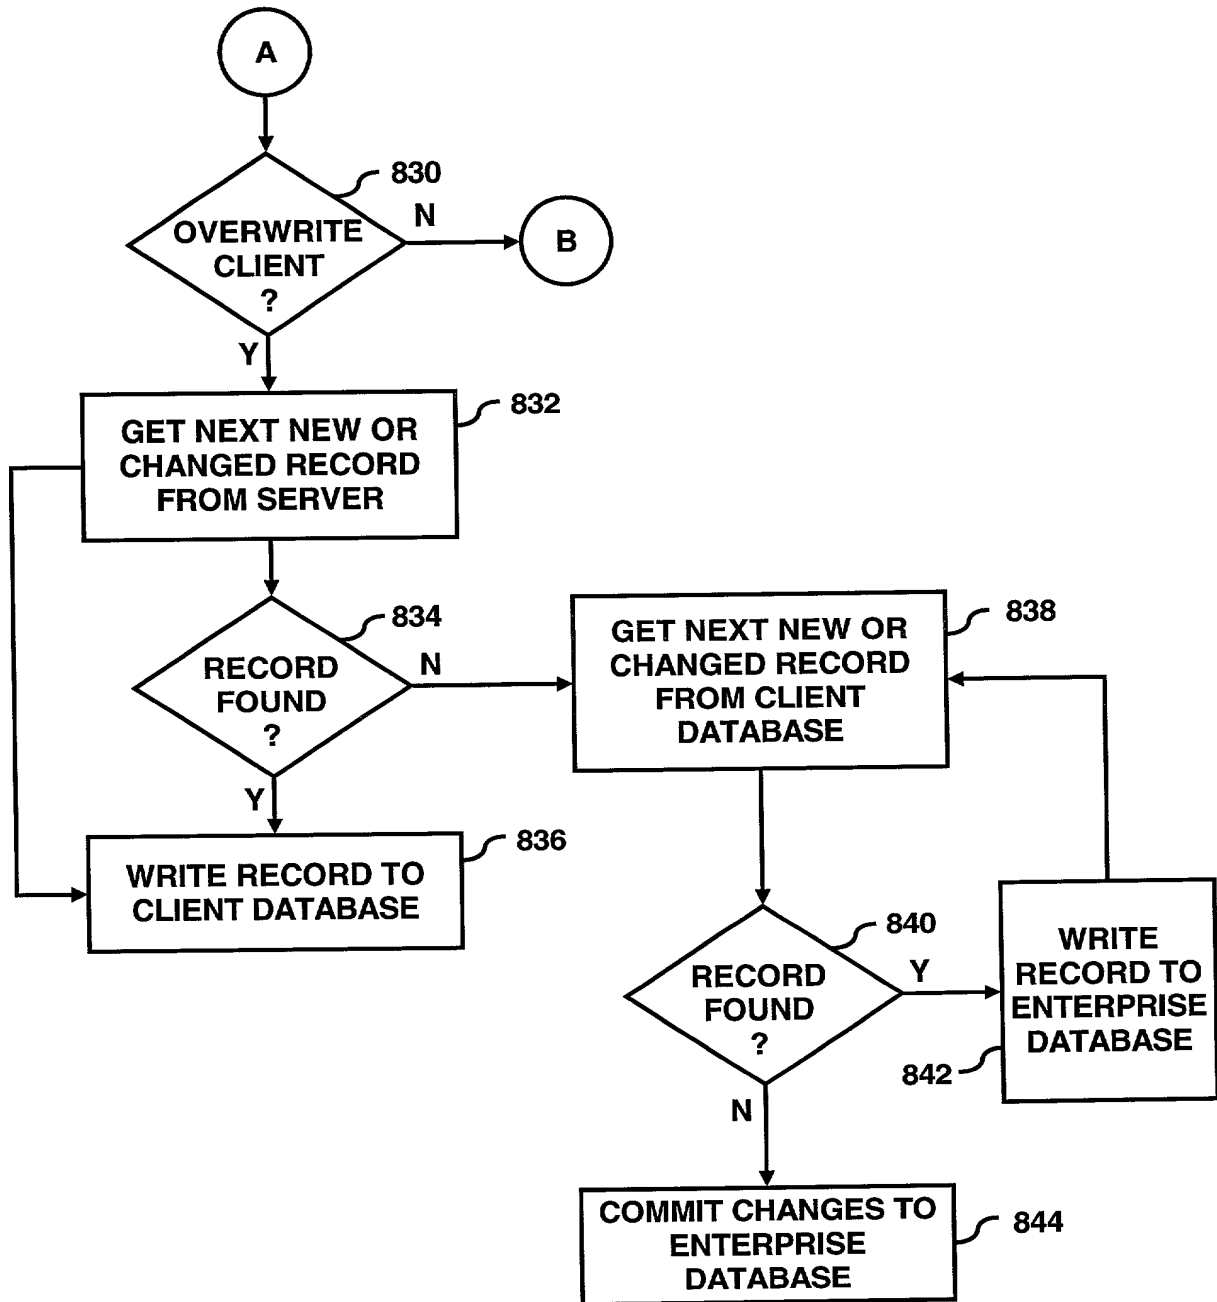 A
830
OVERWRITE
CLIENT
?
N
B
Y
832
GET NEXT NEW OR
CHANGED RECORD
FROM SERVER
834
RECORD
FOUND
?
N
Y
838
GET NEXT NEW OR
CHANGED RECORD
FROM CLIENT
DATABASE
836
WRITE RECORD TO
CLIENT DATABASE
840
RECORD
FOUND
?
Y
N
WRITE
RECORD TO
ENTERPRISE
DATABASE
842
844
COMMIT CHANGES TO
ENTERPRISE
DATABASE